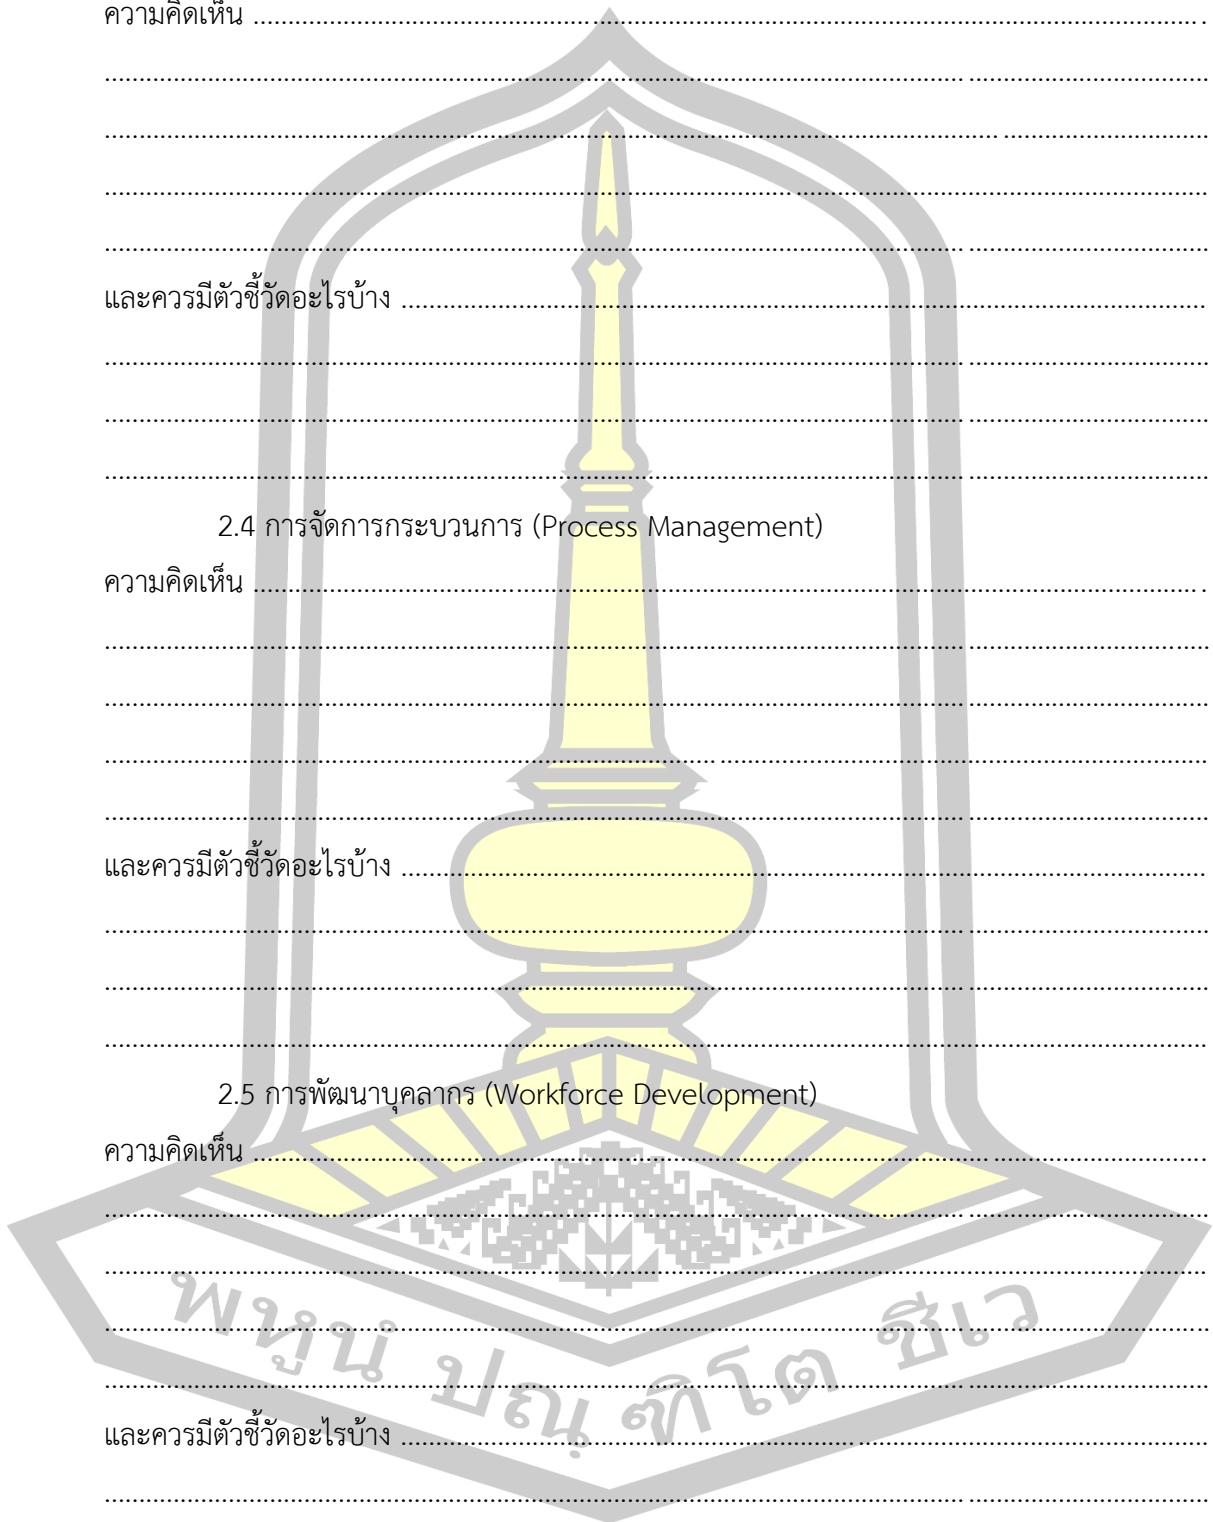 ความคิดเห็น ........................................................................................................................................
................................................................................................................................................................
................................................................................................................................................................
................................................................................................................................................................
................................................................................................................................................................
และควรมีตัวชี้วัดอะไรบ้าง ....................................................................................................................
................................................................................................................................................................
................................................................................................................................................................
................................................................................................................................................................
2.4 การจัดการกระบวนการ (Process Management)
ความคิดเห็น ........................................................................................................................................
................................................................................................................................................................
................................................................................................................................................................
................................................................................................................................................................
................................................................................................................................................................
และควรมีตัวชี้วัดอะไรบ้าง ....................................................................................................................
................................................................................................................................................................
................................................................................................................................................................
................................................................................................................................................................
2.5 การพัฒนาบุคลากร (Workforce Development)
ความคิดเห็น ........................................................................................................................................
................................................................................................................................................................
................................................................................................................................................................
................................................................................................................................................................
................................................................................................................................................................
พหูนํ ปณฺฑิโต ชีเว
และควรมีตัวชี้วัดอะไรบ้าง ....................................................................................................................
................................................................................................................................................................